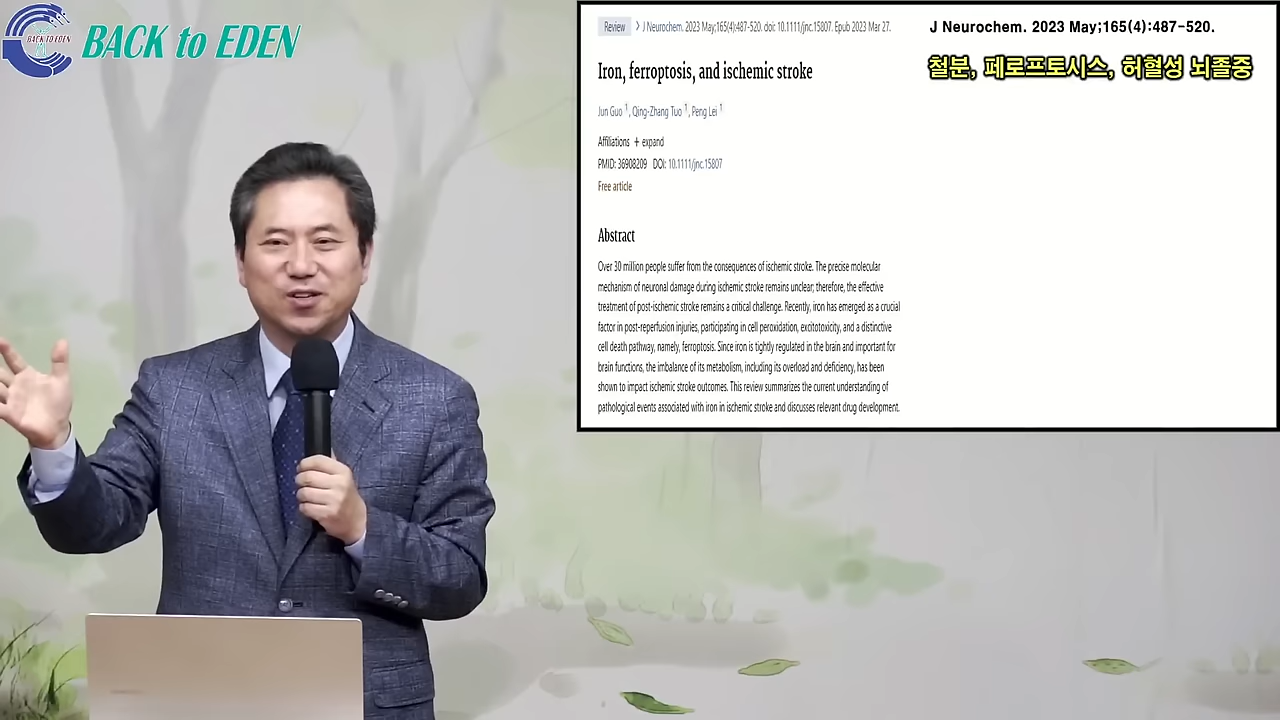 BACK TO EDEN
BACK to EDEN
Review > J Neurochem. 2023 May;165(4):487-520. doi: 10.1111/jnc.15807. Epub 2023 Mar 27.
Iron, ferroptosis, and ischemic stroke
Jun Guo 1, Qing-Zhang Tuo 1, Peng Lei 1
Affiliations + expand
PMID: 36908209 DOI: 10.1111/jnc.15807
Free article
Abstract
Over 30 million people suffer from the consequences of ischemic stroke. The precise molecular
mechanism of neuronal damage during ischemic stroke remains unclear; therefore, the effective
treatment of post-ischemic stroke remains a critical challenge. Recently, iron has emerged as a crucial
factor in post-reperfusion injuries, participating in cell peroxidation, excitotoxicity, and a distinctive
cell death pathway, namely, ferroptosis. Since iron is tightly regulated in the brain and important for
brain functions, the imbalance of its metabolism, including its overload and deficiency, has been
shown to impact ischemic stroke outcomes. This review summarizes the current understanding of
pathological events associated with iron in ischemic stroke and discusses relevant drug development.
J Neurochem. 2023 May;165(4):487-520.
철분, 페로프토시스, 허혈성 뇌졸중